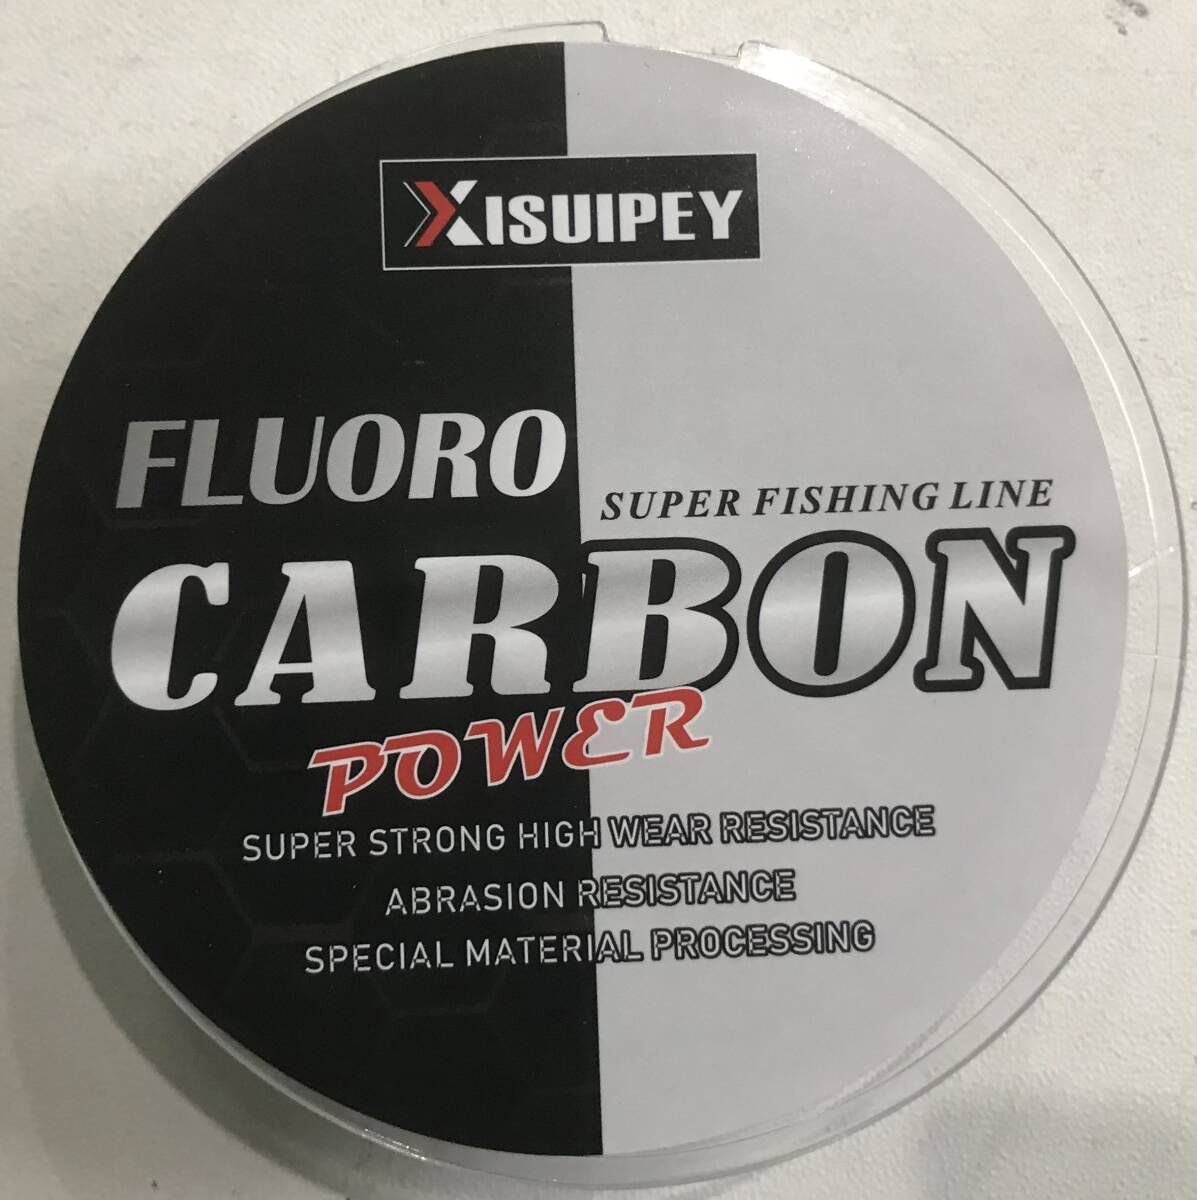 XISUIPEY
FLUORO
SUPER FISHING LINE
CARBON
POWER
SUPER STRONG HIGH WEAR RESISTANCE
ABRASION RESISTANCE
SPECIAL MATERIAL PROCESSING